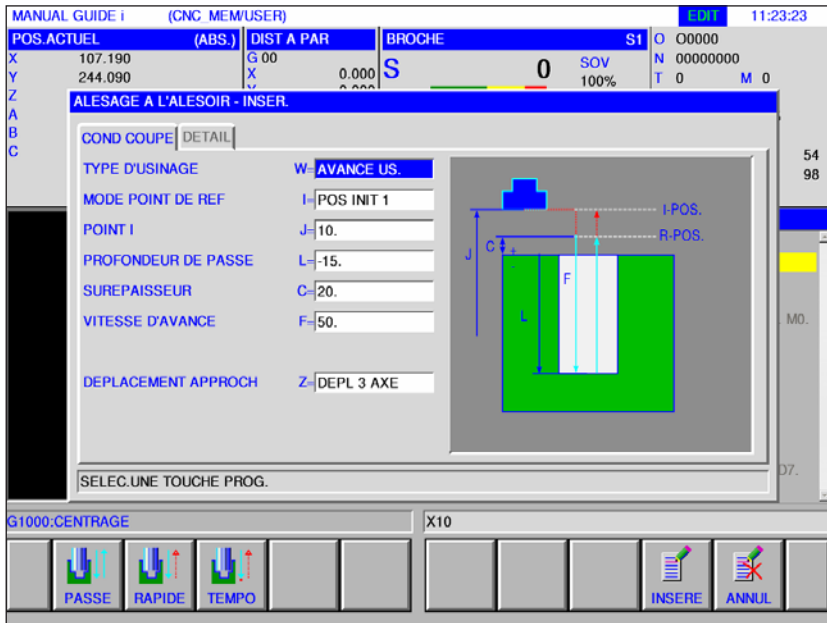 MANUAL GUIDE i (CNC_MEM/USER) EDIT 11:23:23
POS.ACTUEL (ABS.) DIST A PAR BROCHE S1 O O0000
X 107.190 G 00 S 0 SOV N 00000000
Y 244.090 X 0.000 100% T 0 M 0
Z
A
B
C
54
98
ALESAGE A L'ALESOIR - INSER.
COND COUPE DETAIL
TYPE D'USINAGE W= AVANCE US.
MODE POINT DE REF I= POS INIT 1
POINT I J= 10.
PROFONDEUR DE PASSE L= -15.
SUREPAISSEUR C= 20.
VITESSE D'AVANCE F= 50.
DEPLACEMENT APPROCH Z= DEPL 3 AXE
I-POS.
R-POS.
J C + -
F
L
M0.
D7.
SELEC.UNE TOUCHE PROG.
G1000:CENTRAGE X10
PASSE RAPIDE TEMPO INSERE ANNUL